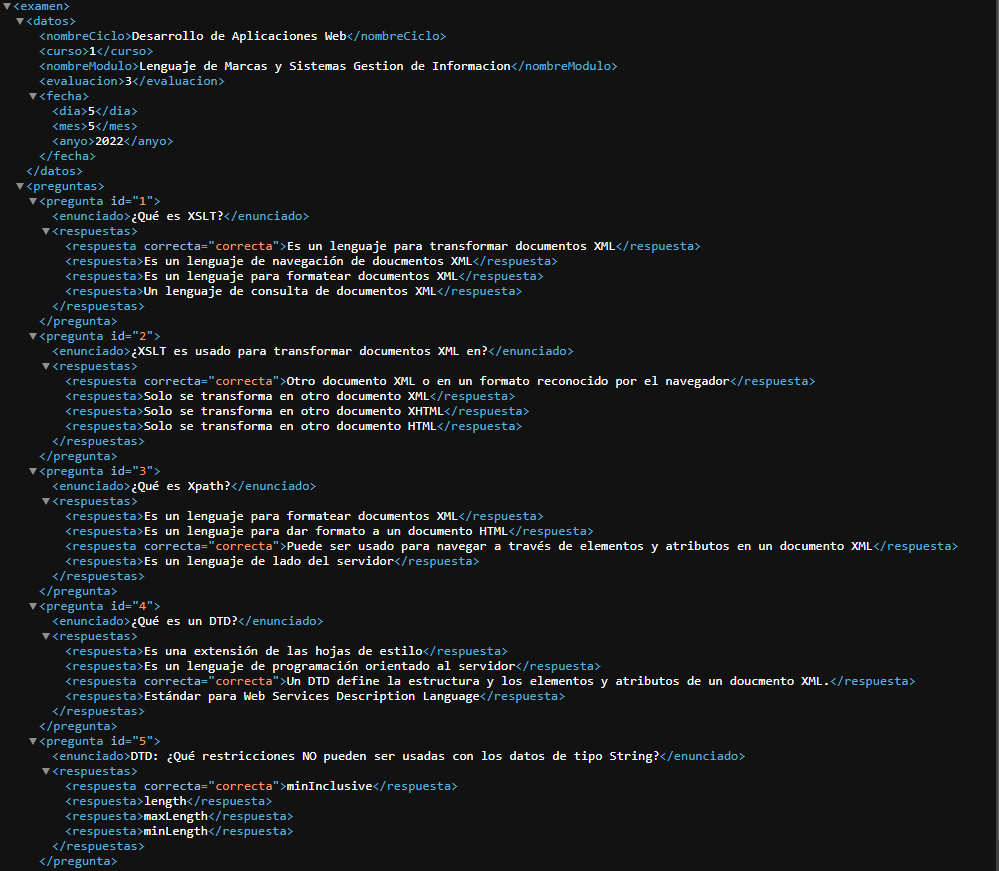 <examen>
<datos>
<nombreCiclo>Desarrollo de Aplicaciones Web</nombreCiclo>
<curso>1</curso>
<nombreModulo>Lenguaje de Marcas y Sistemas Gestion de Informacion</nombreModulo>
<evaluacion>3</evaluacion>
<fecha>
<dia>5</dia>
<mes>5</mes>
<anyo>2022</anyo>
</fecha>
</datos>
<preguntas>
<pregunta id="1">
<enunciado>¿Qué es XSLT?</enunciado>
<respuestas>
<respuesta correcta="correcta">Es un lenguaje para transformar documentos XML</respuesta>
<respuesta>Es un lenguaje de navegación de doucmentos XML</respuesta>
<respuesta>Es un lenguaje para formatear documentos XML</respuesta>
<respuesta>Un lenguaje de consulta de documentos XML</respuesta>
</respuestas>
</pregunta>
<pregunta id="2">
<enunciado>¿XSLT es usado para transformar documentos XML en?</enunciado>
<respuestas>
<respuesta correcta="correcta">Otro documento XML o en un formato reconocido por el navegador</respuesta>
<respuesta>Solo se transforma en otro documento XML</respuesta>
<respuesta>Solo se transforma en otro documento XHTML</respuesta>
<respuesta>Solo se transforma en otro documento HTML</respuesta>
</respuestas>
</pregunta>
<pregunta id="3">
<enunciado>¿Qué es Xpath?</enunciado>
<respuestas>
<respuesta>Es un lenguaje para formatear documentos XML</respuesta>
<respuesta>Es un lenguaje para dar formato a un documento HTML</respuesta>
<respuesta correcta="correcta">Puede ser usado para navegar a través de elementos y atributos en un documento XML</respuesta>
<respuesta>Es un lenguaje de lado del servidor</respuesta>
</respuestas>
</pregunta>
<pregunta id="4">
<enunciado>¿Qué es un DTD?</enunciado>
<respuestas>
<respuesta>Es una extensión de las hojas de estilo</respuesta>
<respuesta>Es un lenguaje de programación orientado al servidor</respuesta>
<respuesta correcta="correcta">Un DTD define la estructura y los elementos y atributos de un doucmento XML.</respuesta>
<respuesta>Estándar para Web Services Description Language</respuesta>
</respuestas>
</pregunta>
<pregunta id="5">
<enunciado>DTD: ¿Qué restricciones NO pueden ser usadas con los datos de tipo String?</enunciado>
<respuestas>
<respuesta correcta="correcta">minInclusive</respuesta>
<respuesta>length</respuesta>
<respuesta>maxLength</respuesta>
<respuesta>minLength</respuesta>
</respuestas>
</pregunta>